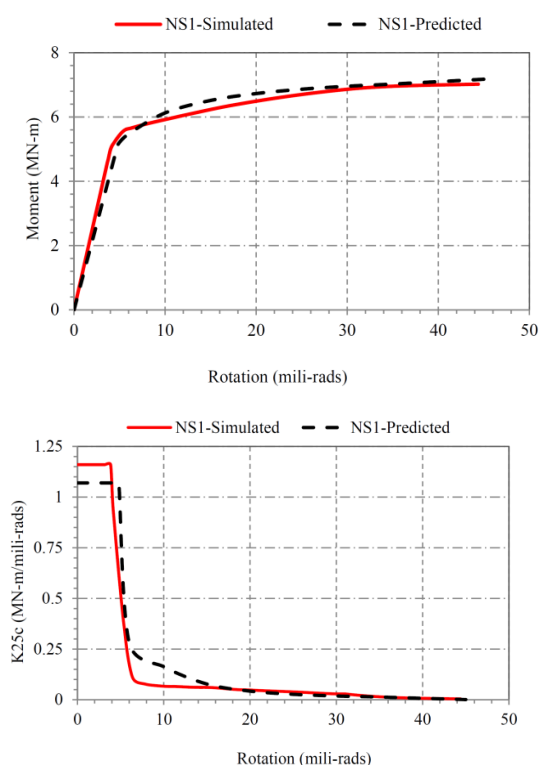 NS1-Simulated NS1-Predicted
8
6
4
2
0
Moment (MN-m)
0 10 20 30 40 50
Rotation (mili-rads)
NS1-Simulated NS1-Predicted
1.25
1
0.75
0.5
0.25
0
K25c (MN-m/mili-rads)
0 10 20 30 40 50
Rotation (mili-rads)